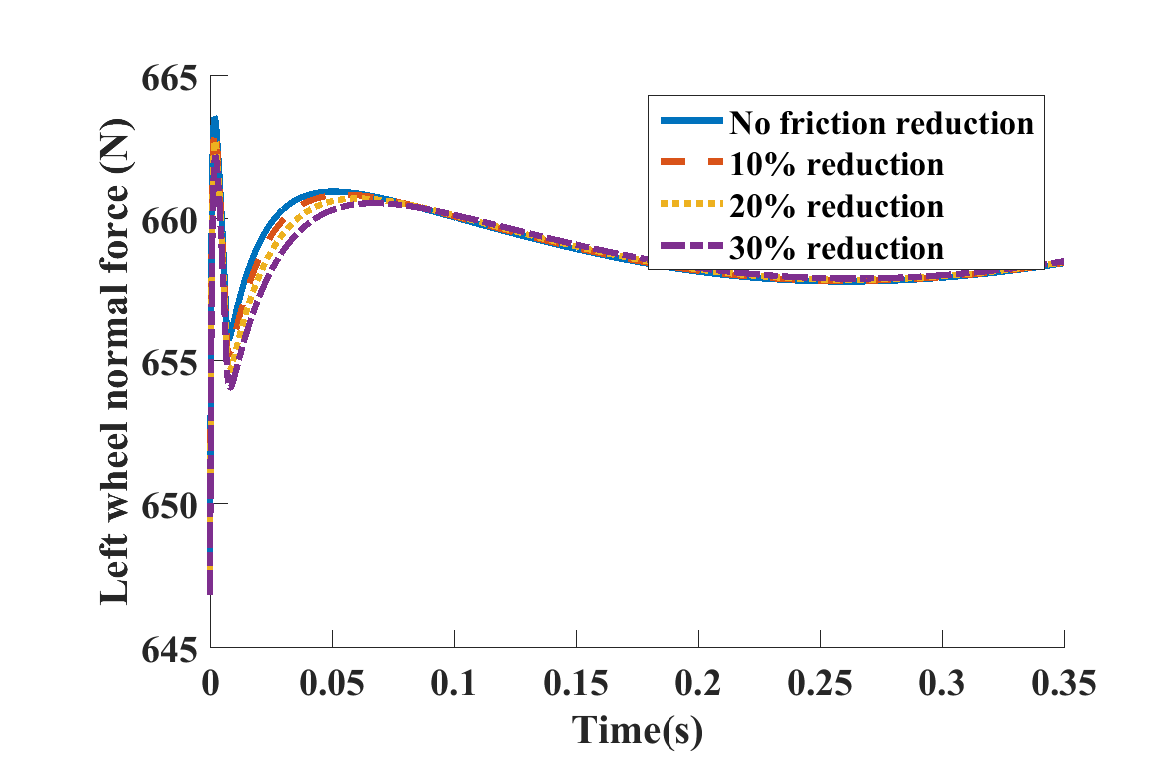 665
660
655
650
645
Left wheel normal force (N)
No friction reduction
10% reduction
20% reduction
30% reduction
0 0.05 0.1 0.15 0.2 0.25 0.3 0.35
Time(s)